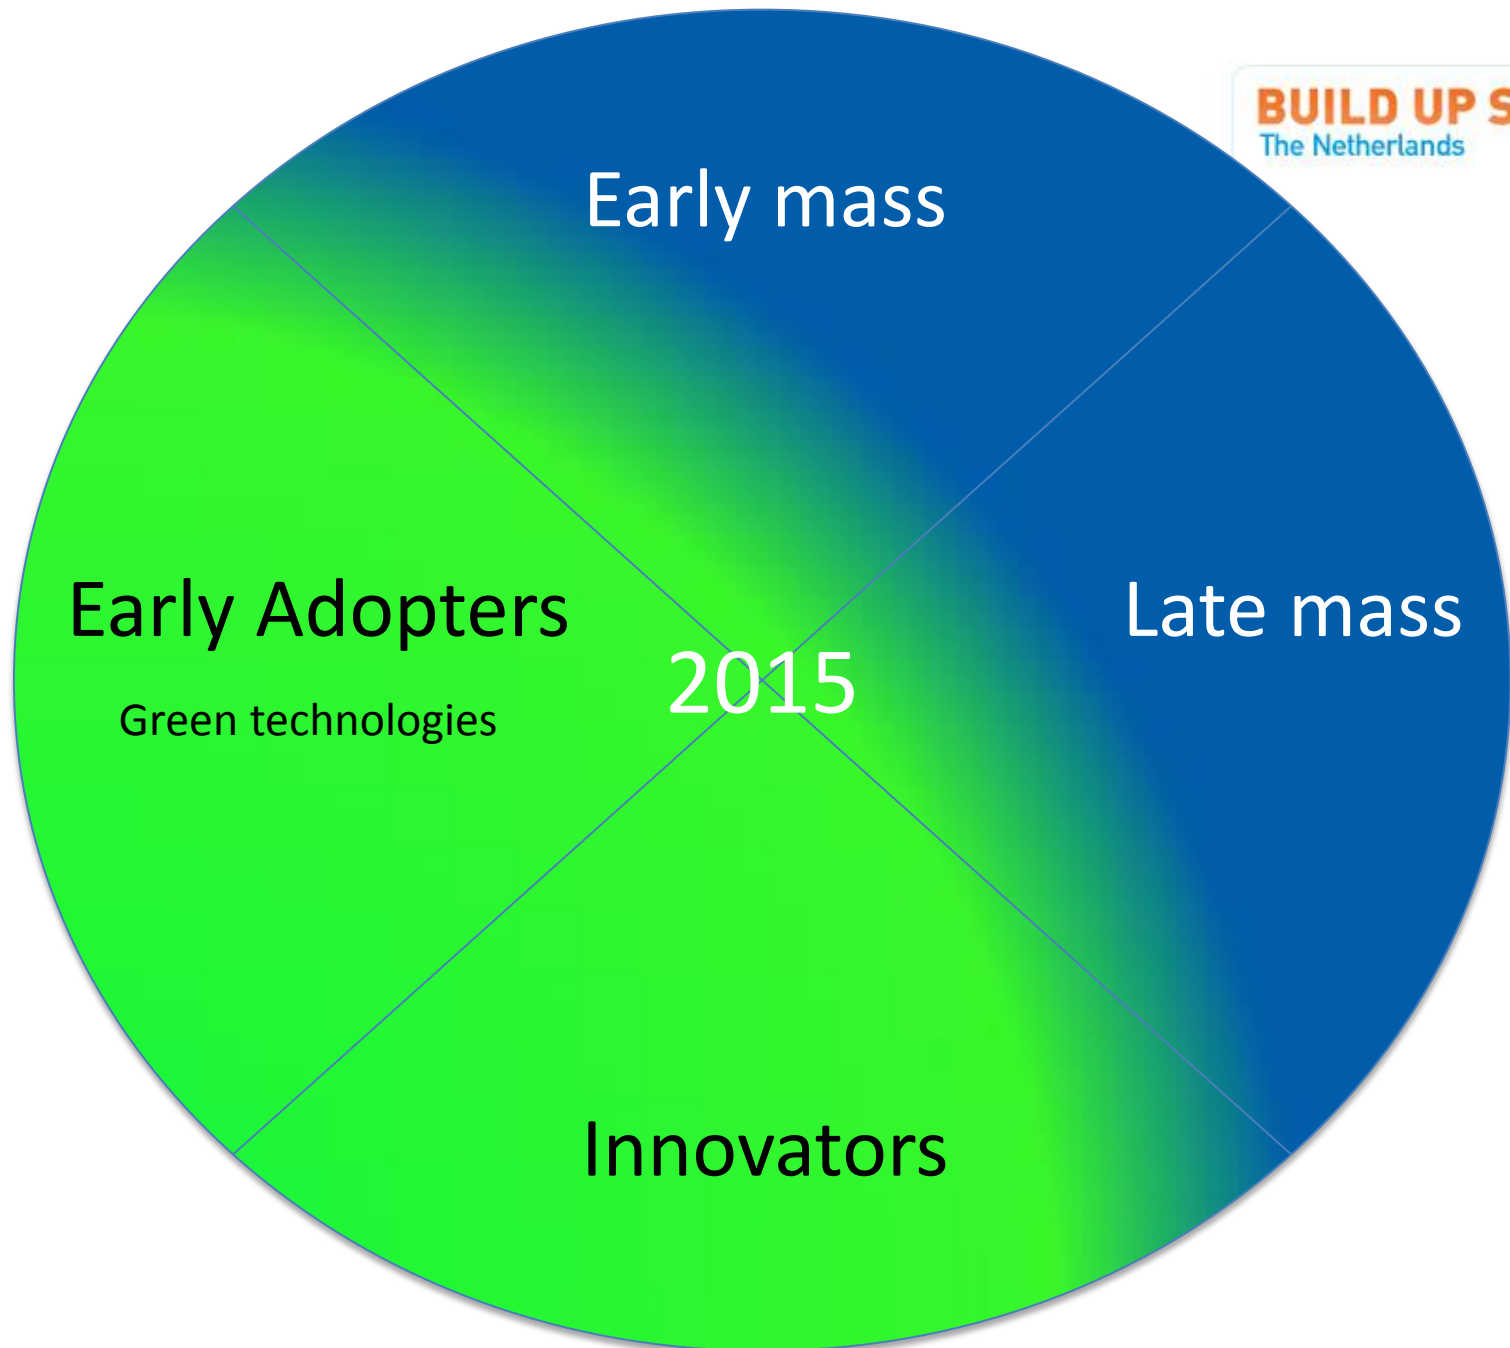 BUILD UP S
The Netherlands
Early mass
Early Adopters
Late mass
2015
Green technologies
Innovators